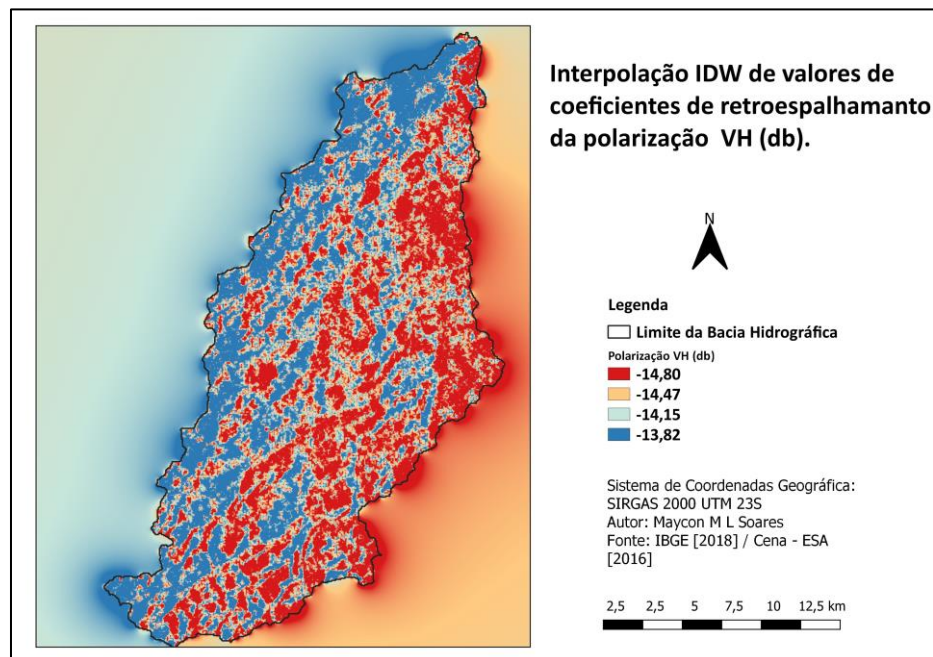 Interpolação IDW de valores de
coeficientes de retroespalhamanto
da polarização VH (db).
N
Legenda
Limite da Bacia Hidrográfica
Polarização VH (db)
-14,80
-14,47
-14,15
-13,82
Sistema de Coordenadas Geográfica:
SIRGAS 2000 UTM 23S
Autor: Maycon M L Soares
Fonte: IBGE [2018] / Cena - ESA
[2016]
2,5 2,5 5 7,5 10 12,5 km